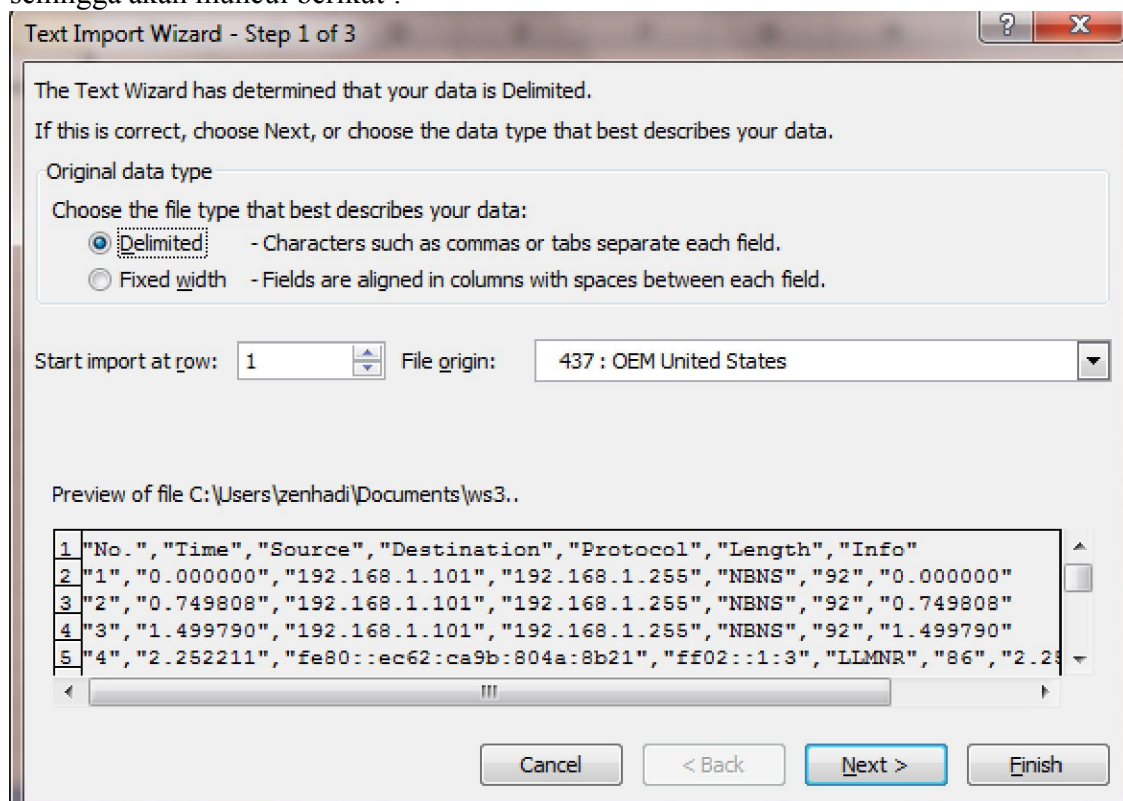 sehingga akan muncul berikut :
Text Import Wizard - Step 1 of 3
The Text Wizard has determined that your data is Delimited.
If this is correct, choose Next, or choose the data type that best describes your data.
Original data type
Choose the file type that best describes your data:
Delimited - Characters such as commas or tabs separate each field.
Fixed width - Fields are aligned in columns with spaces between each field.
Start import at row: 1 File origin: 437 : OEM United States
Preview of file C:\Users\zenhadi\Documents\ws3..
1 "No.","Time","Source","Destination","Protocol","Length","Info"
2 "1","0.000000","192.168.1.101","192.168.1.255","NBNS","92","0.000000"
3 "2","0.749808","192.168.1.101","192.168.1.255","NBNS","92","0.749808"
4 "3","1.499790","192.168.1.101","192.168.1.255","NBNS","92","1.499790"
5 "4","2.252211","fe80::ec62:ca9b:804a:8b21","ff02::1:3","LLMNR","86","2.25
Cancel < Back Next > Finish